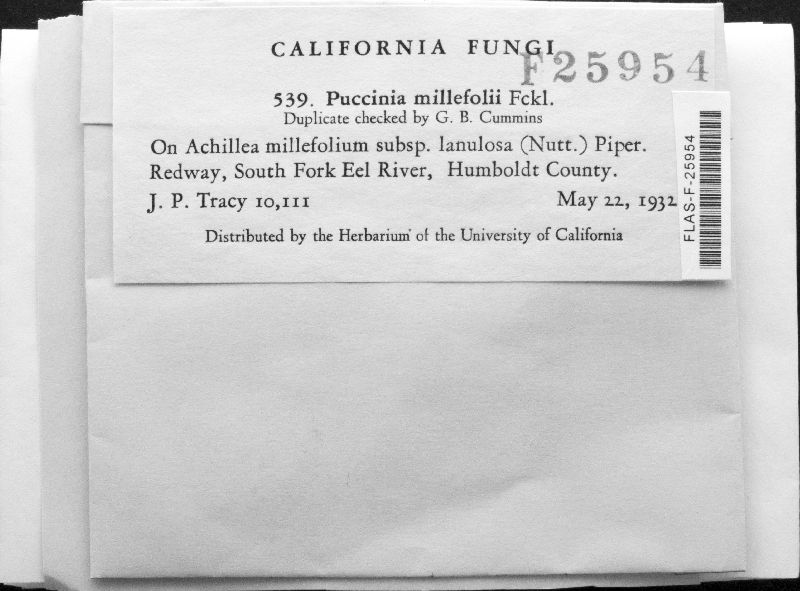 CALIFORNIA FUNGI
F25954
539. Puccinia millefolii Fckl.
Duplicate checked by G. B. Cummins
On Achillea millefolium subsp. lanulosa (Nutt.) Piper.
Redway, South Fork Eel River, Humboldt County.
J. P. Tracy 10,111 May 22, 1932
Distributed by the Herbarium of the University of California
FLAS-F-25954